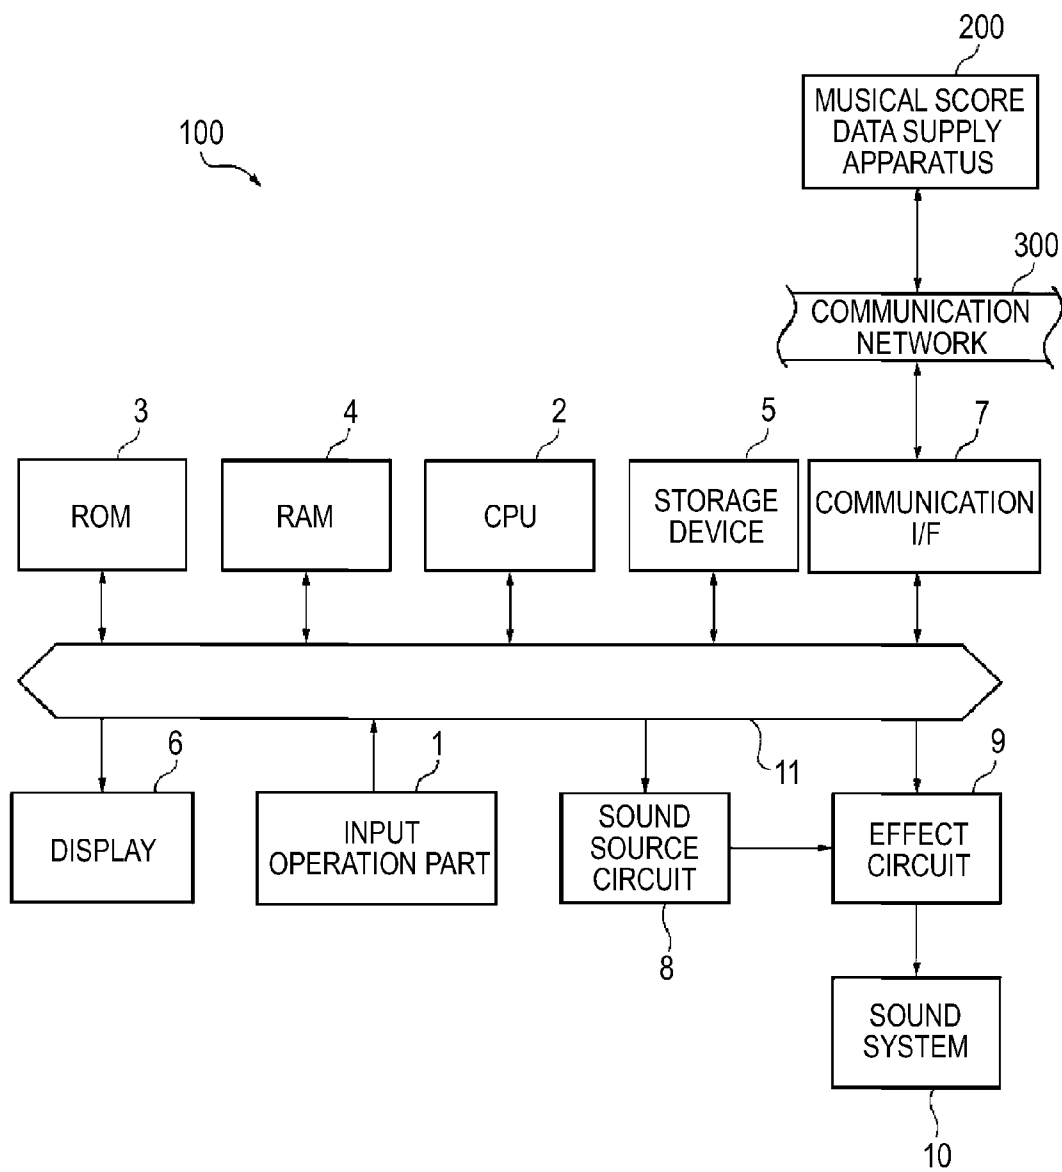 200
MUSICAL SCORE
DATA SUPPLY
APPARATUS
100
300
COMMUNICATION
NETWORK
3
4
2
5
7
ROM
RAM
CPU
STORAGE
DEVICE
COMMUNICATION
I/F
6
1
11
9
DISPLAY
INPUT
OPERATION PART
SOUND
SOURCE
CIRCUIT
EFFECT
CIRCUIT
8
SOUND
SYSTEM
10